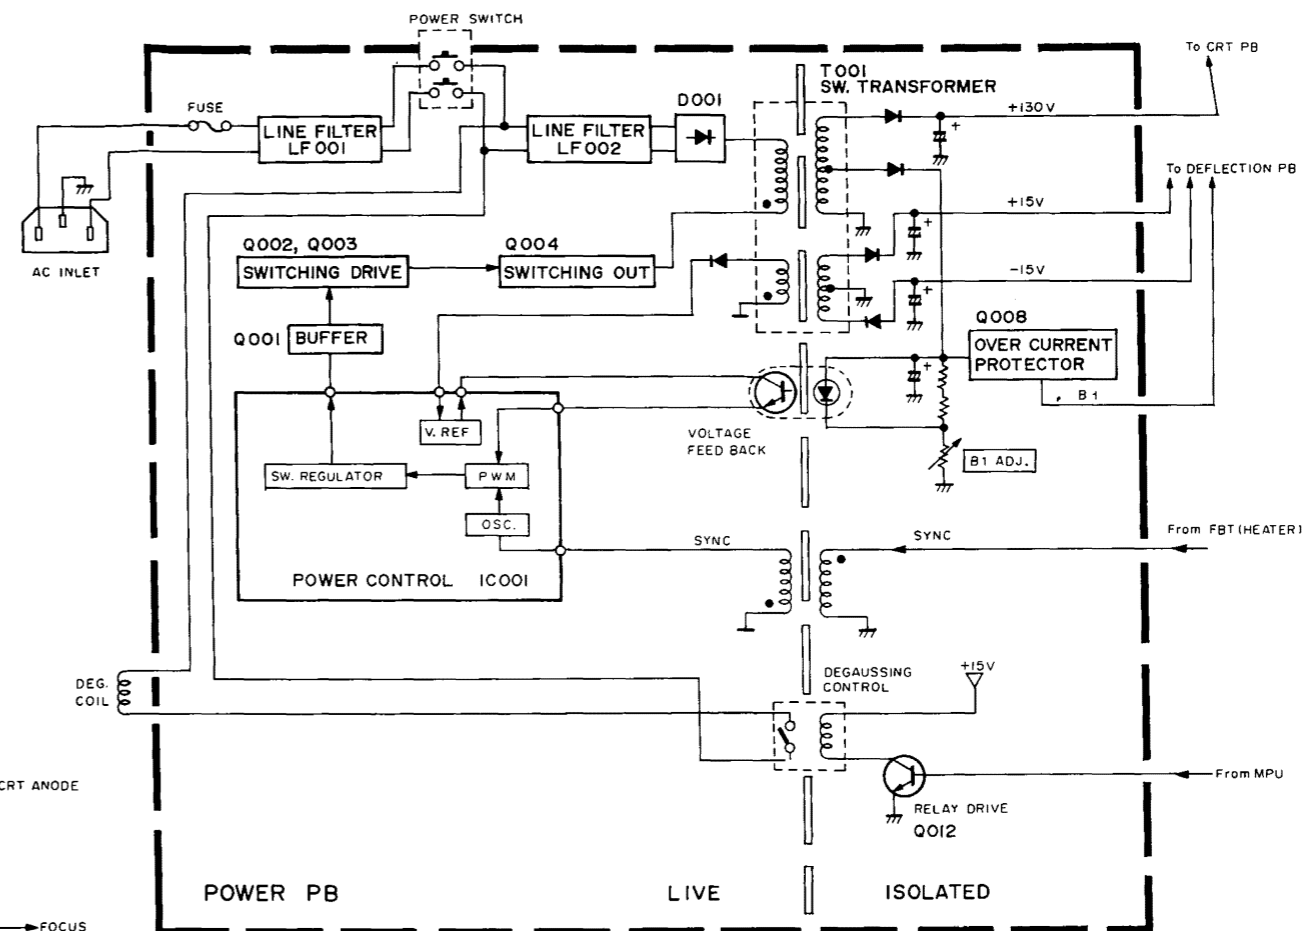 POWER SWITCH
To CRT PB
T001
SW. TRANSFORMER
FUSE
D001
+130V
LINE FILTER
LF001
LINE FILTER
LF002
+
To DEFLECTION PB
+15V
+
Q002, Q003
Q004
AC INLET
SWITCHING DRIVE
SWITCHING OUT
-15V
+
Q008
Q001
BUFFER
OVER CURRENT
PROTECTOR
+
B1
V. REF
VOLTAGE
FEED BACK
B1 ADJ.
SW. REGULATOR
PWM
OSC.
SYNC
SYNC
From FBT (HEATER)
POWER CONTROL IC001
+15V
DEGAUSSING
CONTROL
DEG.
COIL
From MPU
CRT ANODE
RELAY DRIVE
Q012
POWER PB
LIVE
ISOLATED
FOCUS